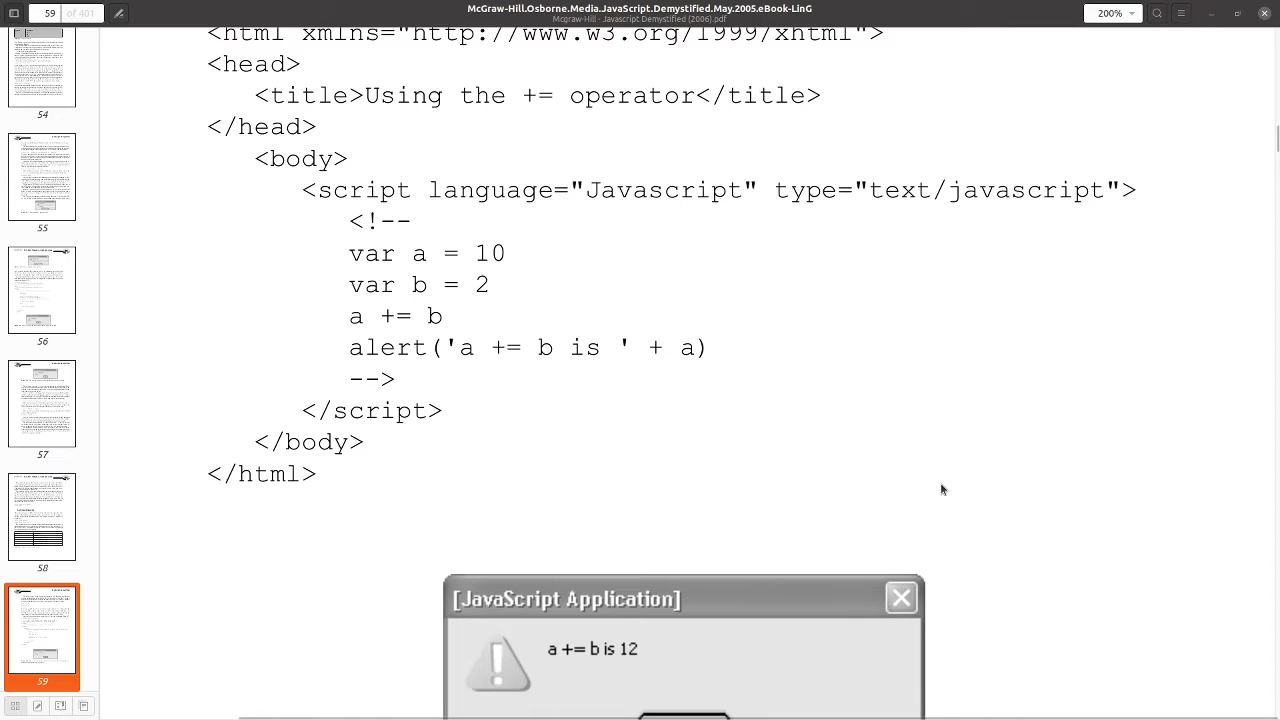 59 of 401
McGraw.Hill.Osborne.Media.JavaScript.Demystified.May.2005.eBook-LinG
Mcgraw-Hill - Javascript Demystified (2006).pdf
200%
<html xmlns="http://www.w3.org/1999/xhtml">
<head>
<title>Using the += operator</title>
</head>
<body>
<script language="Javascript" type="text/javascript">
<!--
var a = 10
var b = 2
a += b
alert('a += b is ' + a)
-->
</script>
</body>
</html>
[JavaScript Application]
a += b is 12
54
55
56
57
58
59